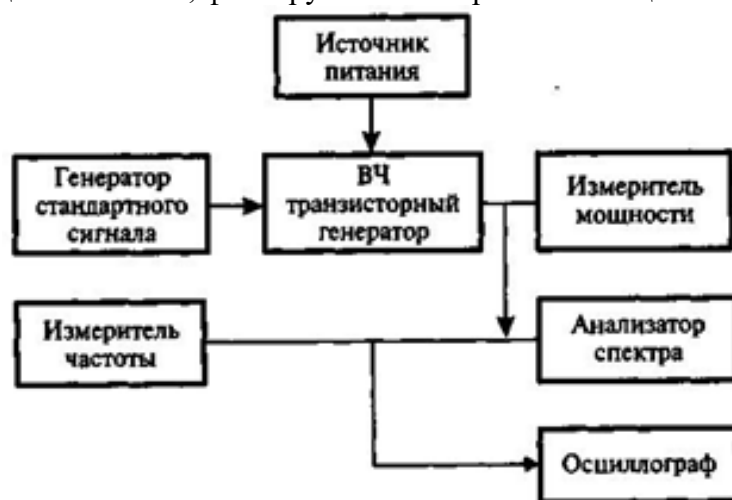 Источник
питания
Генератор
стандартного
сигнала
ВЧ
транзисторный
генератор
Измеритель
мощности
Измеритель
частоты
Анализатор
спектра
Осциллограф